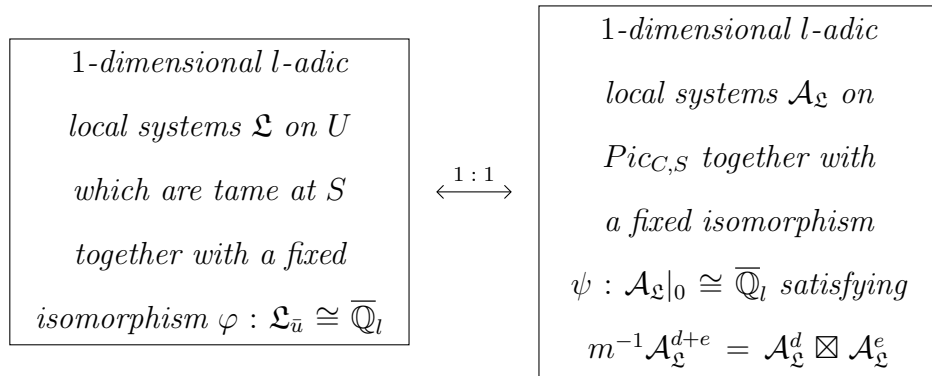 1-dimensional l-adic
local systems 𝕷 on U
which are tame at S
together with a fixed
isomorphism φ : 𝕷_ū ≅ ℚ̅_l
1 : 1
⟷
1-dimensional l-adic
local systems 𝒜_𝕷 on
Pic_{C,S} together with
a fixed isomorphism
ψ : 𝒜_𝕷|_0 ≅ ℚ̅_l satisfying
m^{-1}𝒜_𝕷^{d+e} = 𝒜_𝕷^d ⊠ 𝒜_𝕷^e